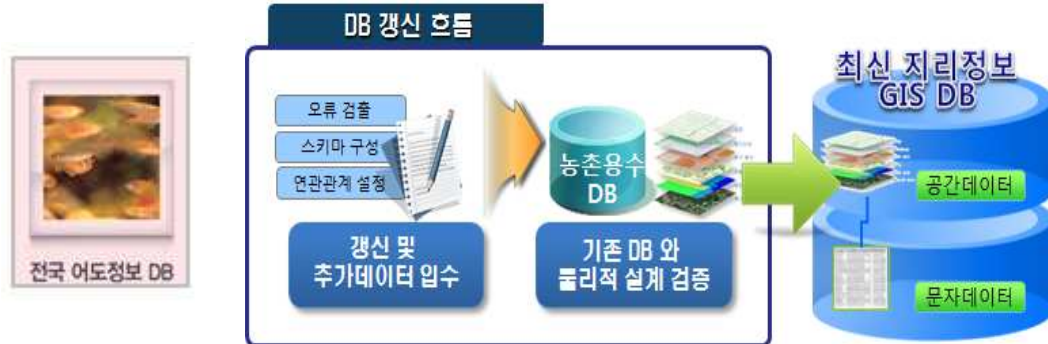 DB 갱신 흐름
전국 어도정보 DB
오류 검출
스키마 구성
연관관계 설정
갱신 및
추가데이터 입수
농촌용수
DB
기존 DB 와
물리적 설계 검증
최신 지리정보
GIS DB
공간데이터
문자데이터